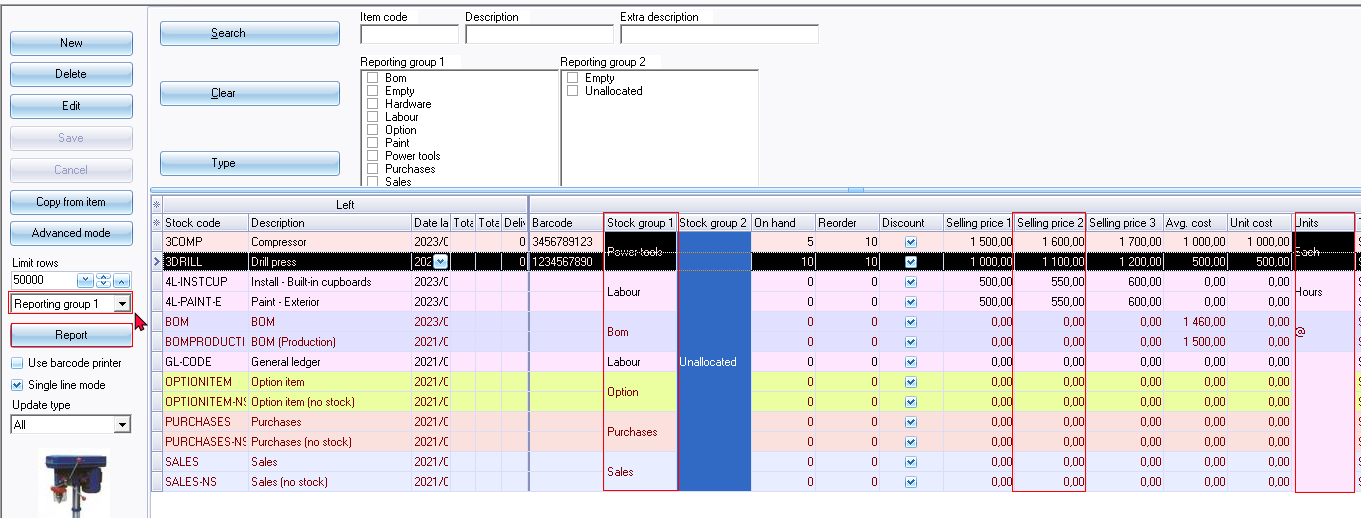 New
Delete
Edit
Save
Cancel
Copy from item
Advanced mode
Limit rows
50000
Reporting group 1
Report
Use barcode printer
Single line mode
Update type
All
Search
Clear
Type
Item code Description Extra description
Reporting group 1
Bom
Empty
Hardware
Labour
Option
Paint
Power tools
Purchases
Sales
Reporting group 2
Empty
Unallocated
Left
Stock code Description Date la Tota Tota Deliv Barcode Stock group 1 Stock group 2 On hand Reorder Discount Selling price 1 Selling price 2 Selling price 3 Avg. cost Unit cost Units
3COMP Compressor 2023/0 0 3456789123 5 10 1 500,00 1 600,00 1 700,00 1 000,00 1 000,00
Power tools Each
3DRILL Drill press 202 0 1234567890 10 10 1 000,00 1 100,00 1 200,00 500,00 500,00
4L-INSTCUP Install - Built-in cupboards 2023/0 0 0 500,00 550,00 600,00 0,00 0,00
Labour Hours
4L-PAINT-E Paint - Exterior 2023/0 0 0 500,00 550,00 600,00 0,00 0,00
BOM BOM 2023/0 0 0 0,00 0,00 0,00 1 460,00 0,00
Bom @
BOMPRODUCTI BOM (Production) 2021/0 0 0 0,00 0,00 0,00 1 500,00 0,00
GL-CODE General ledger 2021/0 Labour Unallocated 0 0 0,00 0,00 0,00 0,00 0,00
OPTIONITEM Option item 2021/0 0 0 0,00 0,00 0,00 0,00 0,00
Option
OPTIONITEM-NS Option item (no stock) 2021/0 0 0 0,00 0,00 0,00 0,00 0,00
PURCHASES Purchases 2021/0 0 0 0,00 0,00 0,00 0,00 0,00
Purchases
PURCHASES-NS Purchases (no stock) 2021/0 0 0 0,00 0,00 0,00 0,00 0,00
SALES Sales 2021/0 0 0 0,00 0,00 0,00 0,00 0,00
Sales
SALES-NS Sales (no stock) 2021/0 0 0 0,00 0,00 0,00 0,00 0,00